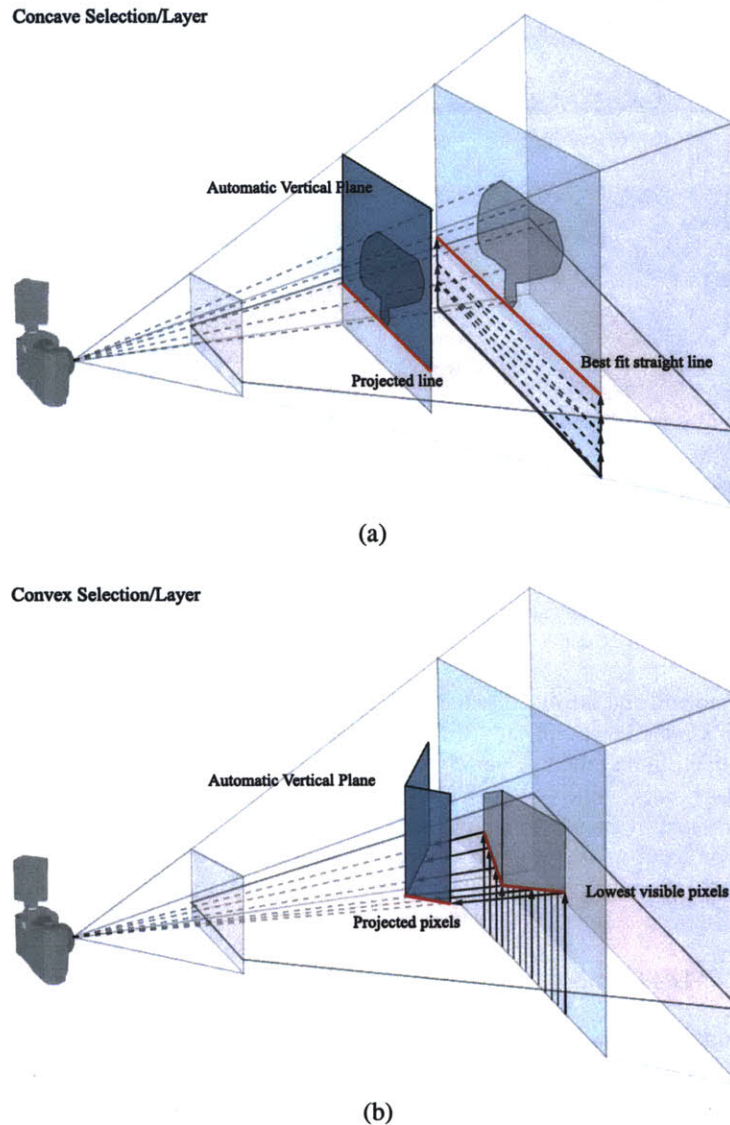 Concave Selection/Layer
Automatic Vertical Plane
Best fit straight line
Projected line
(a)
Convex Selection/Layer
Automatic Vertical Plane
Lowest visible pixels
Projected pixels
(b)